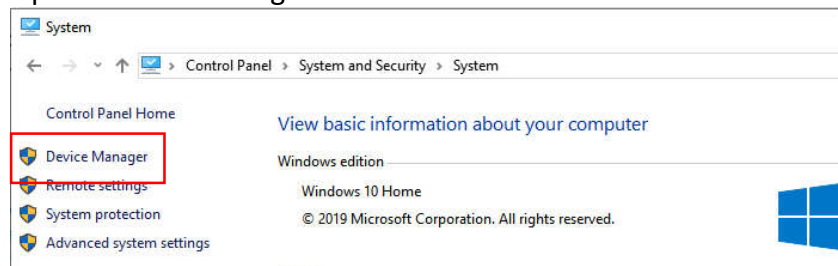 System
Control Panel > System and Security > System
Control Panel Home
View basic information about your computer
Device Manager
Windows edition
Remote settings
Windows 10 Home
System protection
© 2019 Microsoft Corporation. All rights reserved.
Advanced system settings